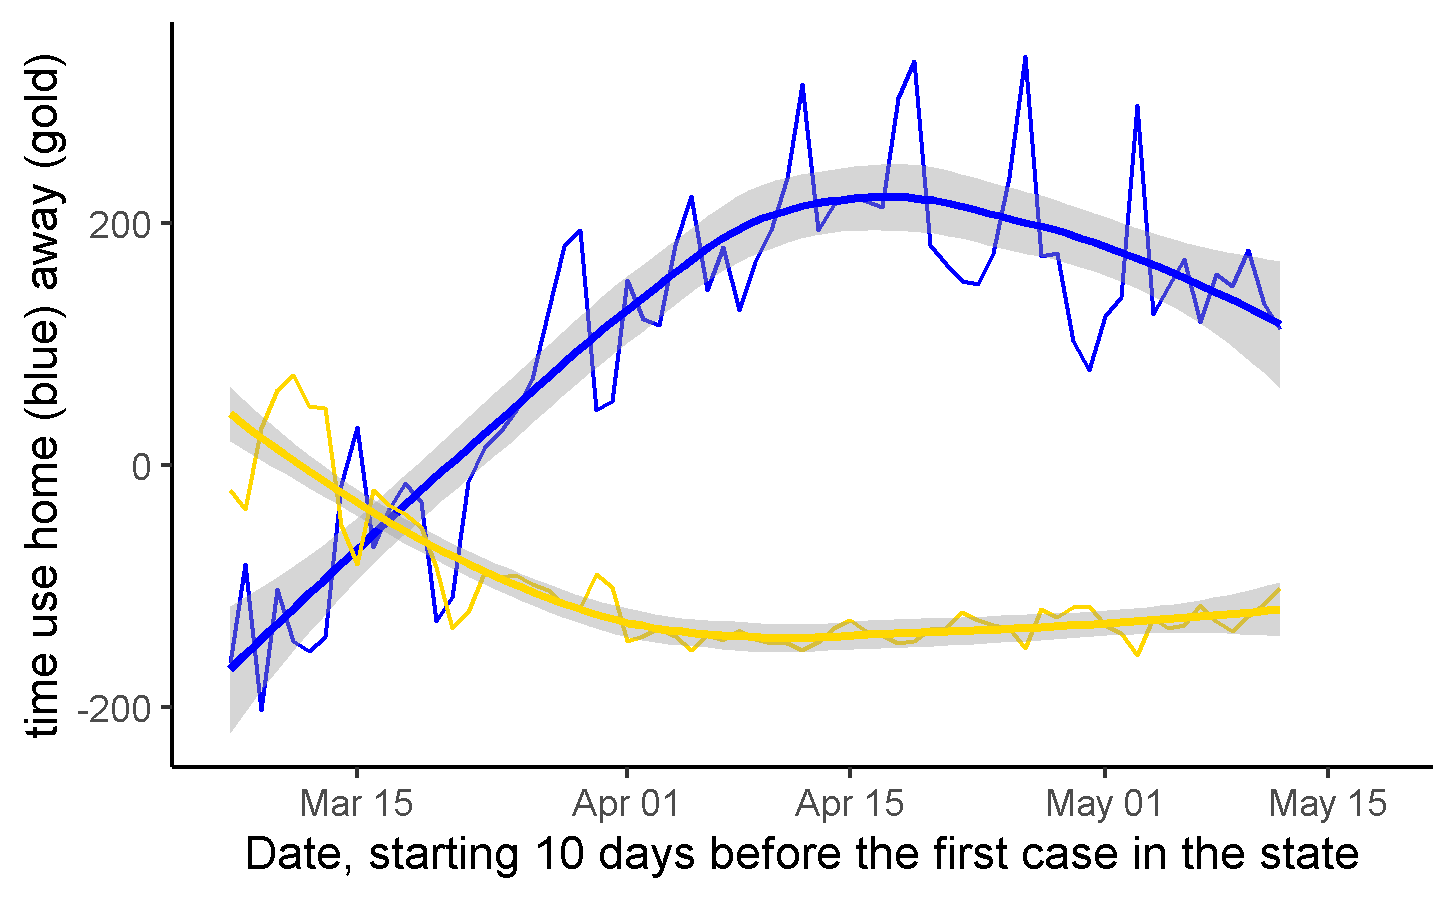 time use home (blue) away (gold)
200
0
-200
Mar 15
Apr 01
Apr 15
May 01
May 15
Date, starting 10 days before the first case in the state